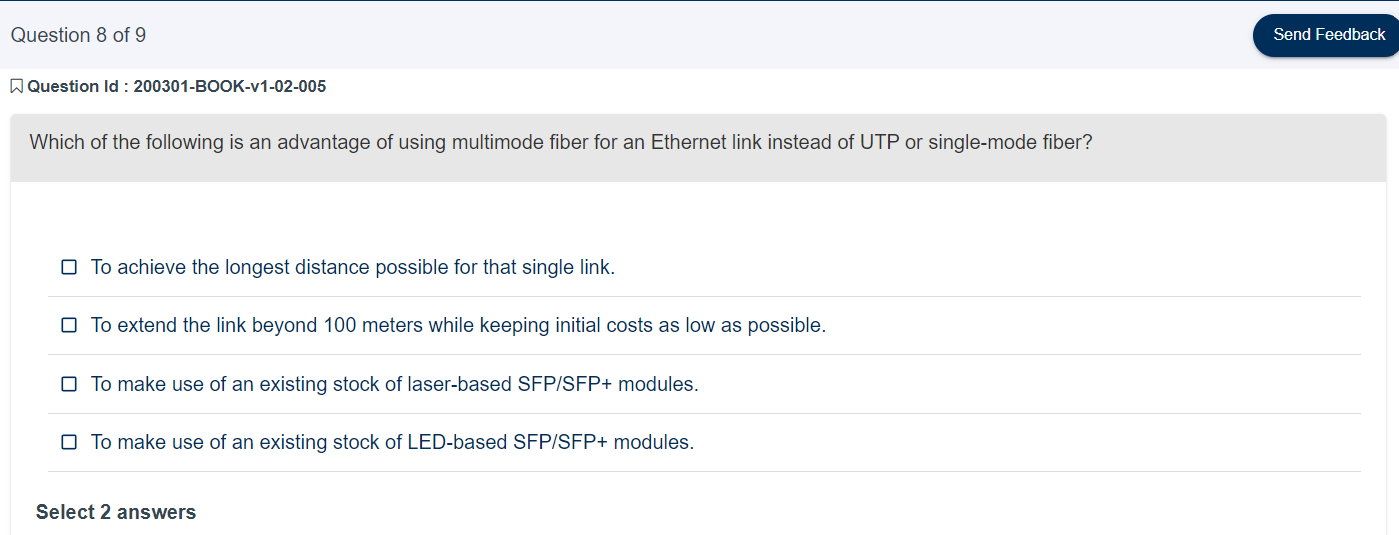 Question 8 of 9
Send Feedback
Question Id : 200301-BOOK-v1-02-005
Which of the following is an advantage of using multimode fiber for an Ethernet link instead of UTP or single-mode fiber?
To achieve the longest distance possible for that single link.
To extend the link beyond 100 meters while keeping initial costs as low as possible.
To make use of an existing stock of laser-based SFP/SFP+ modules.
To make use of an existing stock of LED-based SFP/SFP+ modules.
Select 2 answers